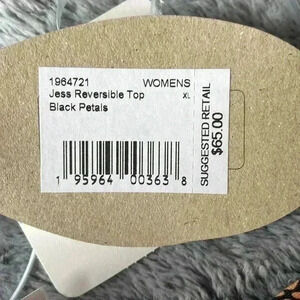 1964721 WOMENS
Jess Reversible Top XL
Black Petals
1 95964 00363 8
SUGGESTED RETAIL
$65.00